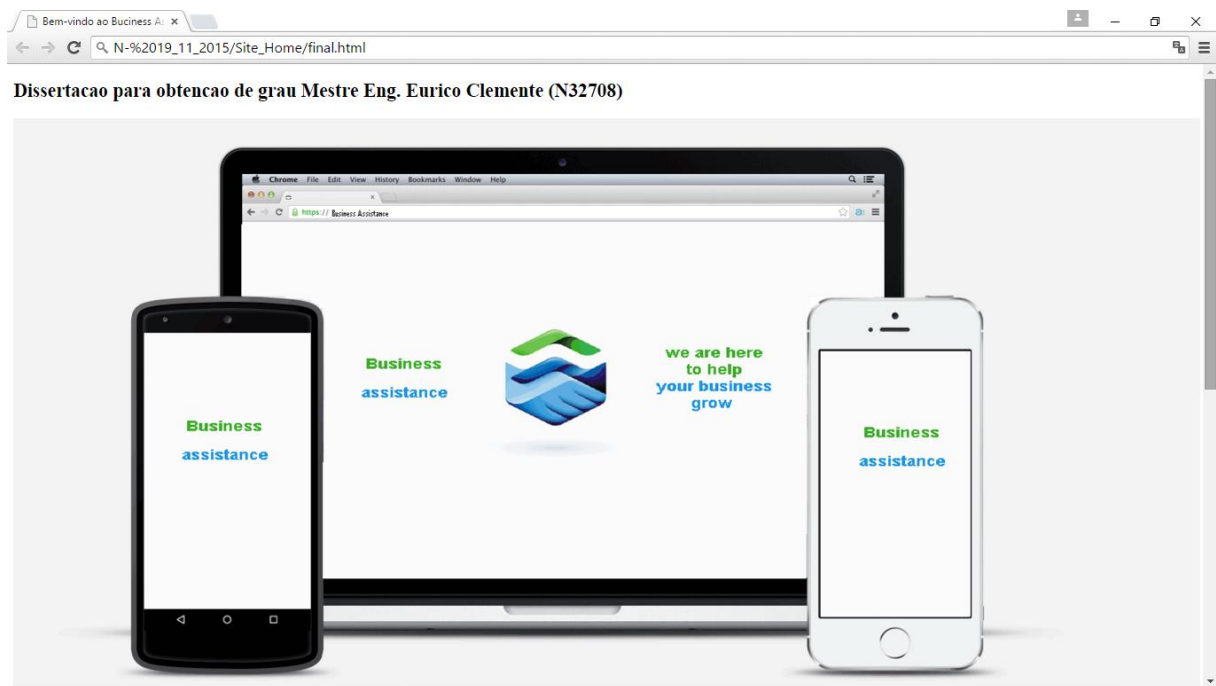 Bem-vindo ao Buciness As
N-%2019_11_2015/Site_Home/final.html
Dissertacao para obtencao de grau Mestre Eng. Eurico Clemente (N32708)
Chrome File Edit View History Bookmarks Window Help
https:// Business Assistance
Business
assistance
we are here
to help
your business
grow
Business
assistance
Business
assistance